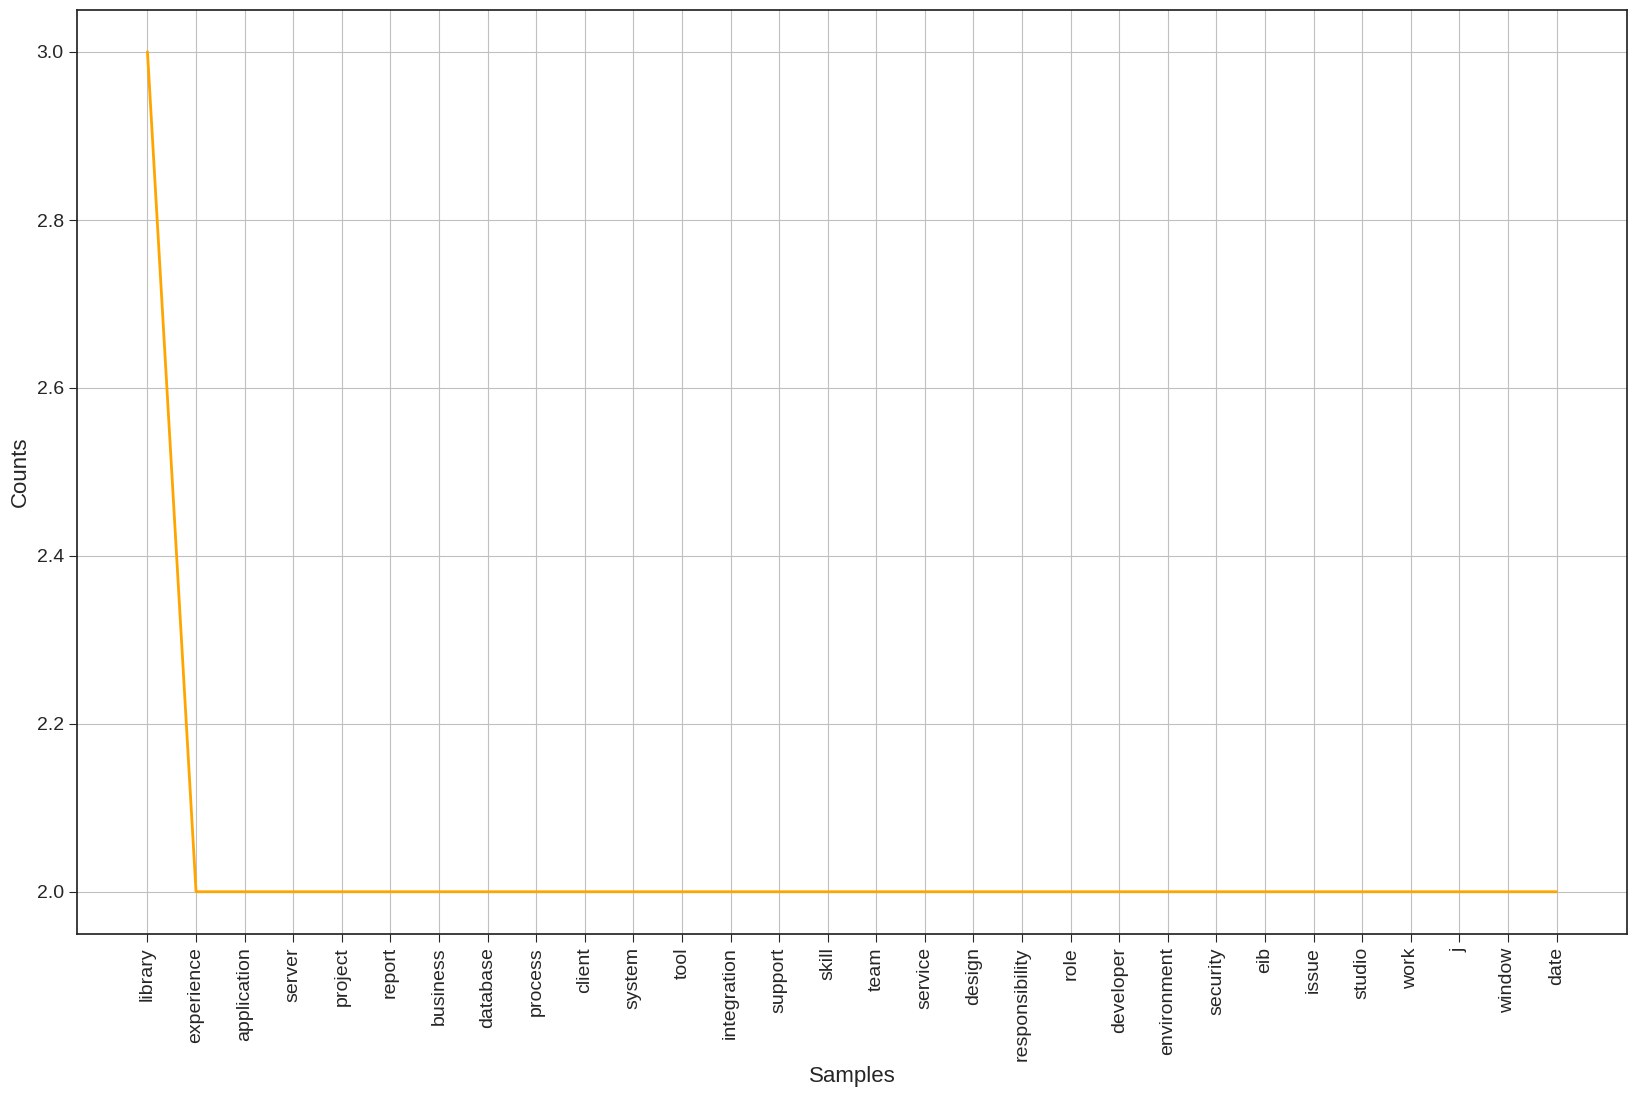 3.0
2.8
2.6
2.4
2.2
2.0
Counts
library
experience
application
server
project
report
business
database
process
client
system
tool
integration
support
skill
team
service
design
responsibility
role
developer
environment
security
eib
issue
studio
work
j
window
date
Samples